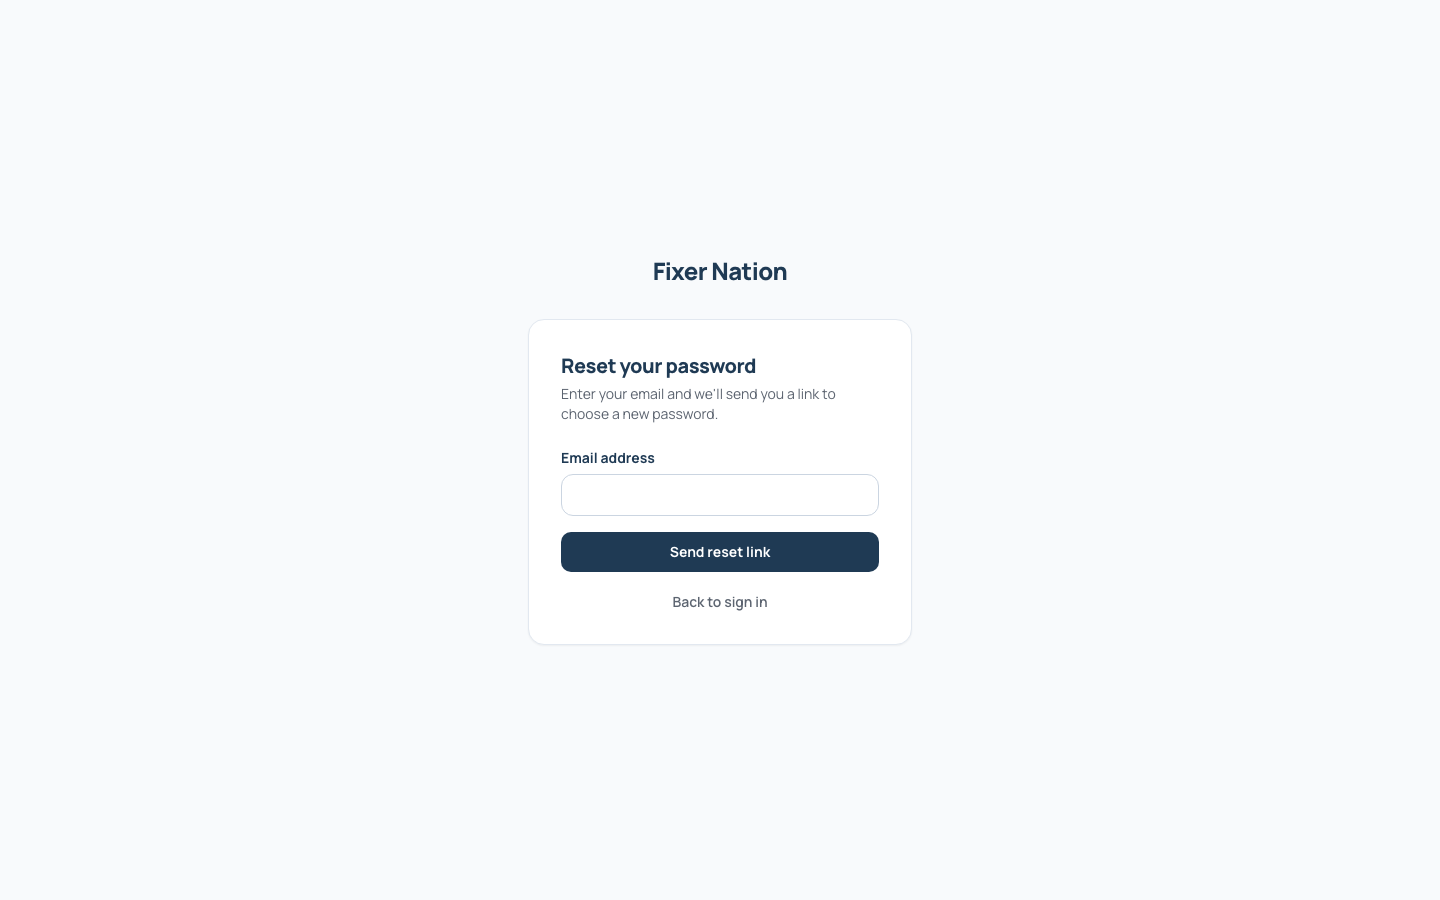 Fixer Nation
Reset your password
Enter your email and we'll send you a link to
choose a new password.
Email address
Send reset link
Back to sign in